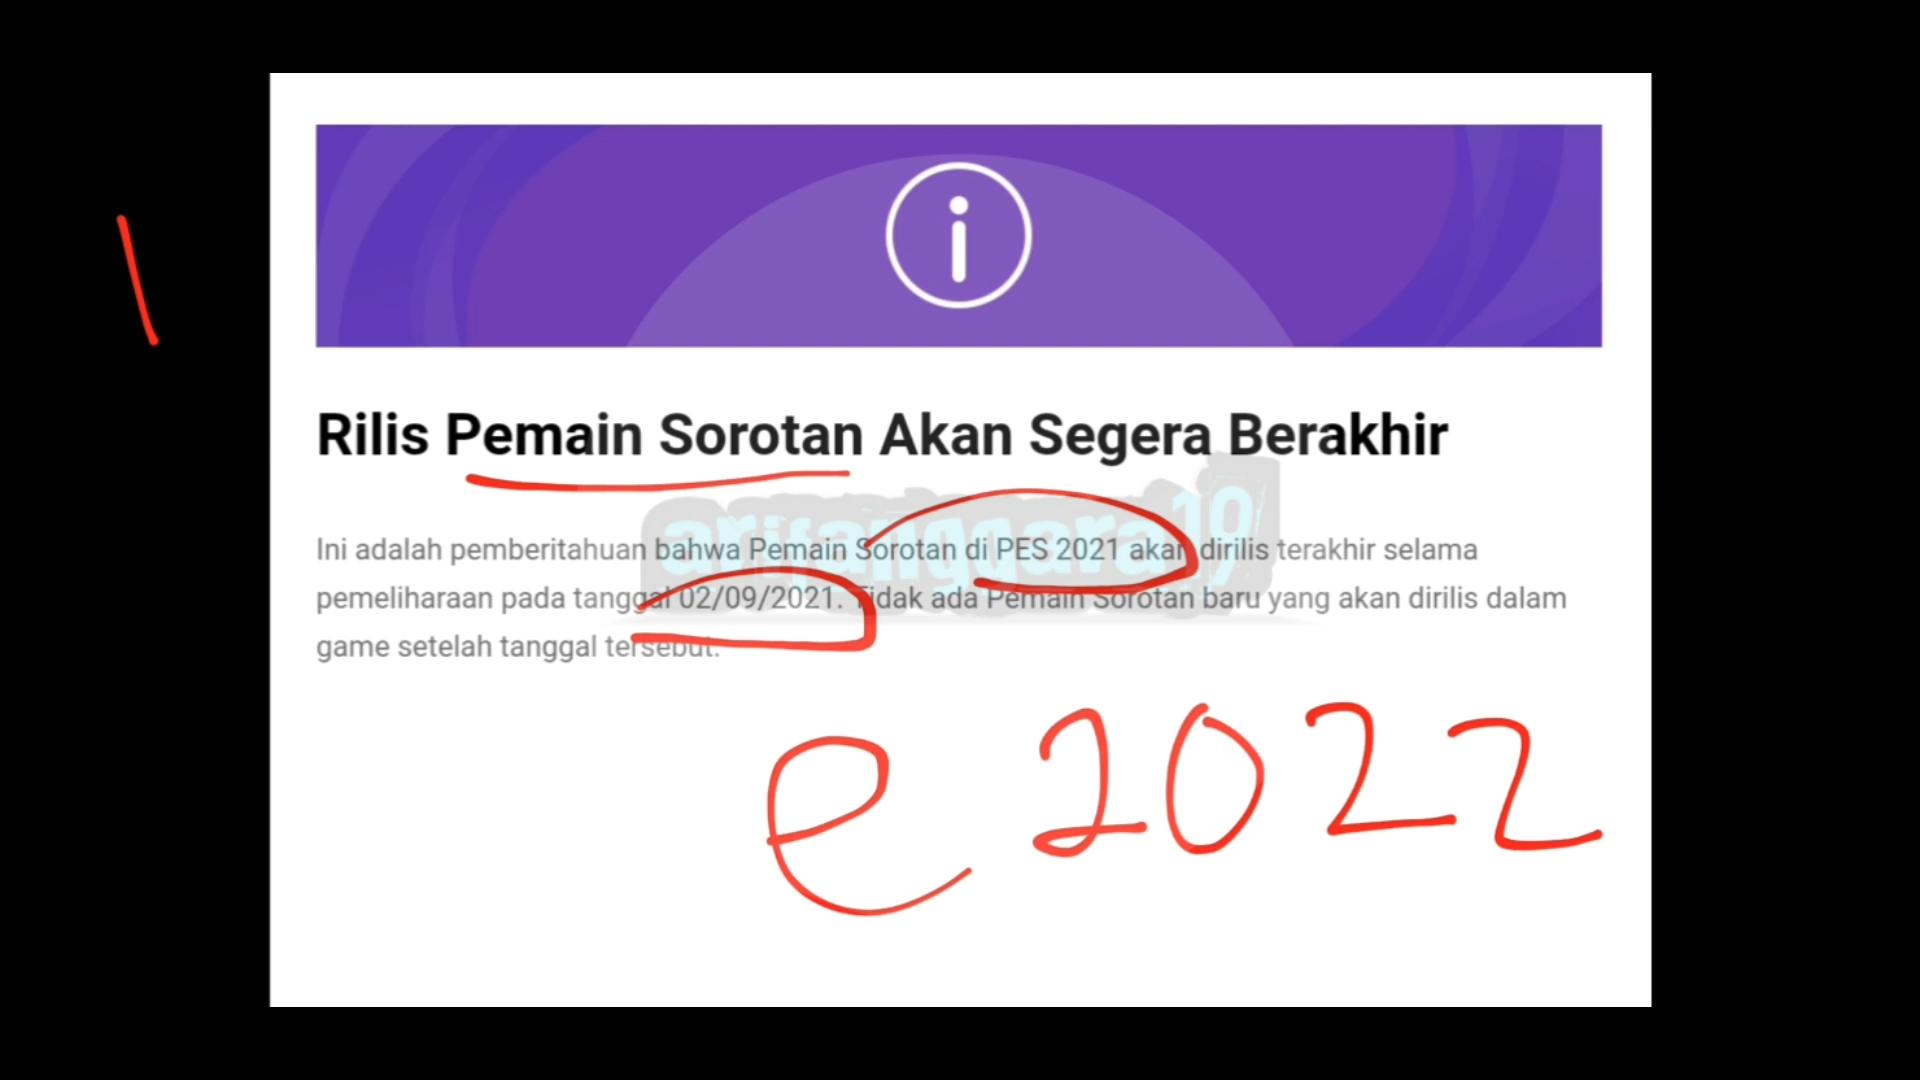 Rilis Pemain Sorotan Akan Segera Berakhir
arifanggara19
Ini adalah pemberitahuan bahwa Pemain Sorotan di PES 2021 akan dirilis terakhir selama
pemeliharaan pada tanggal 02/09/2021. Tidak ada Pemain Sorotan baru yang akan dirilis dalam
game setelah tanggal tersebut.
e 2022